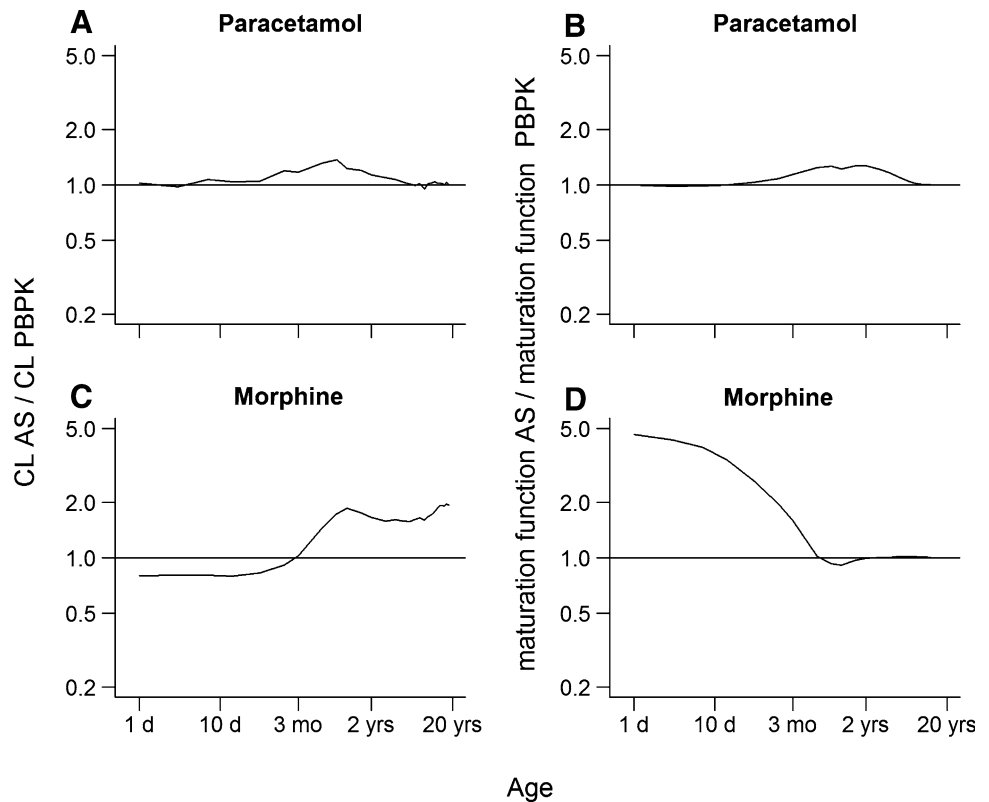 A Paracetamol
5.0
2.0
1.0
0.5
0.2
B Paracetamol
5.0
2.0
1.0
0.5
0.2
CL AS / CL PBPK
maturation function AS / maturation function PBPK
C Morphine
5.0
2.0
1.0
0.5
0.2
1 d 10 d 3 mo 2 yrs 20 yrs
D Morphine
5.0
2.0
1.0
0.5
0.2
1 d 10 d 3 mo 2 yrs 20 yrs
Age